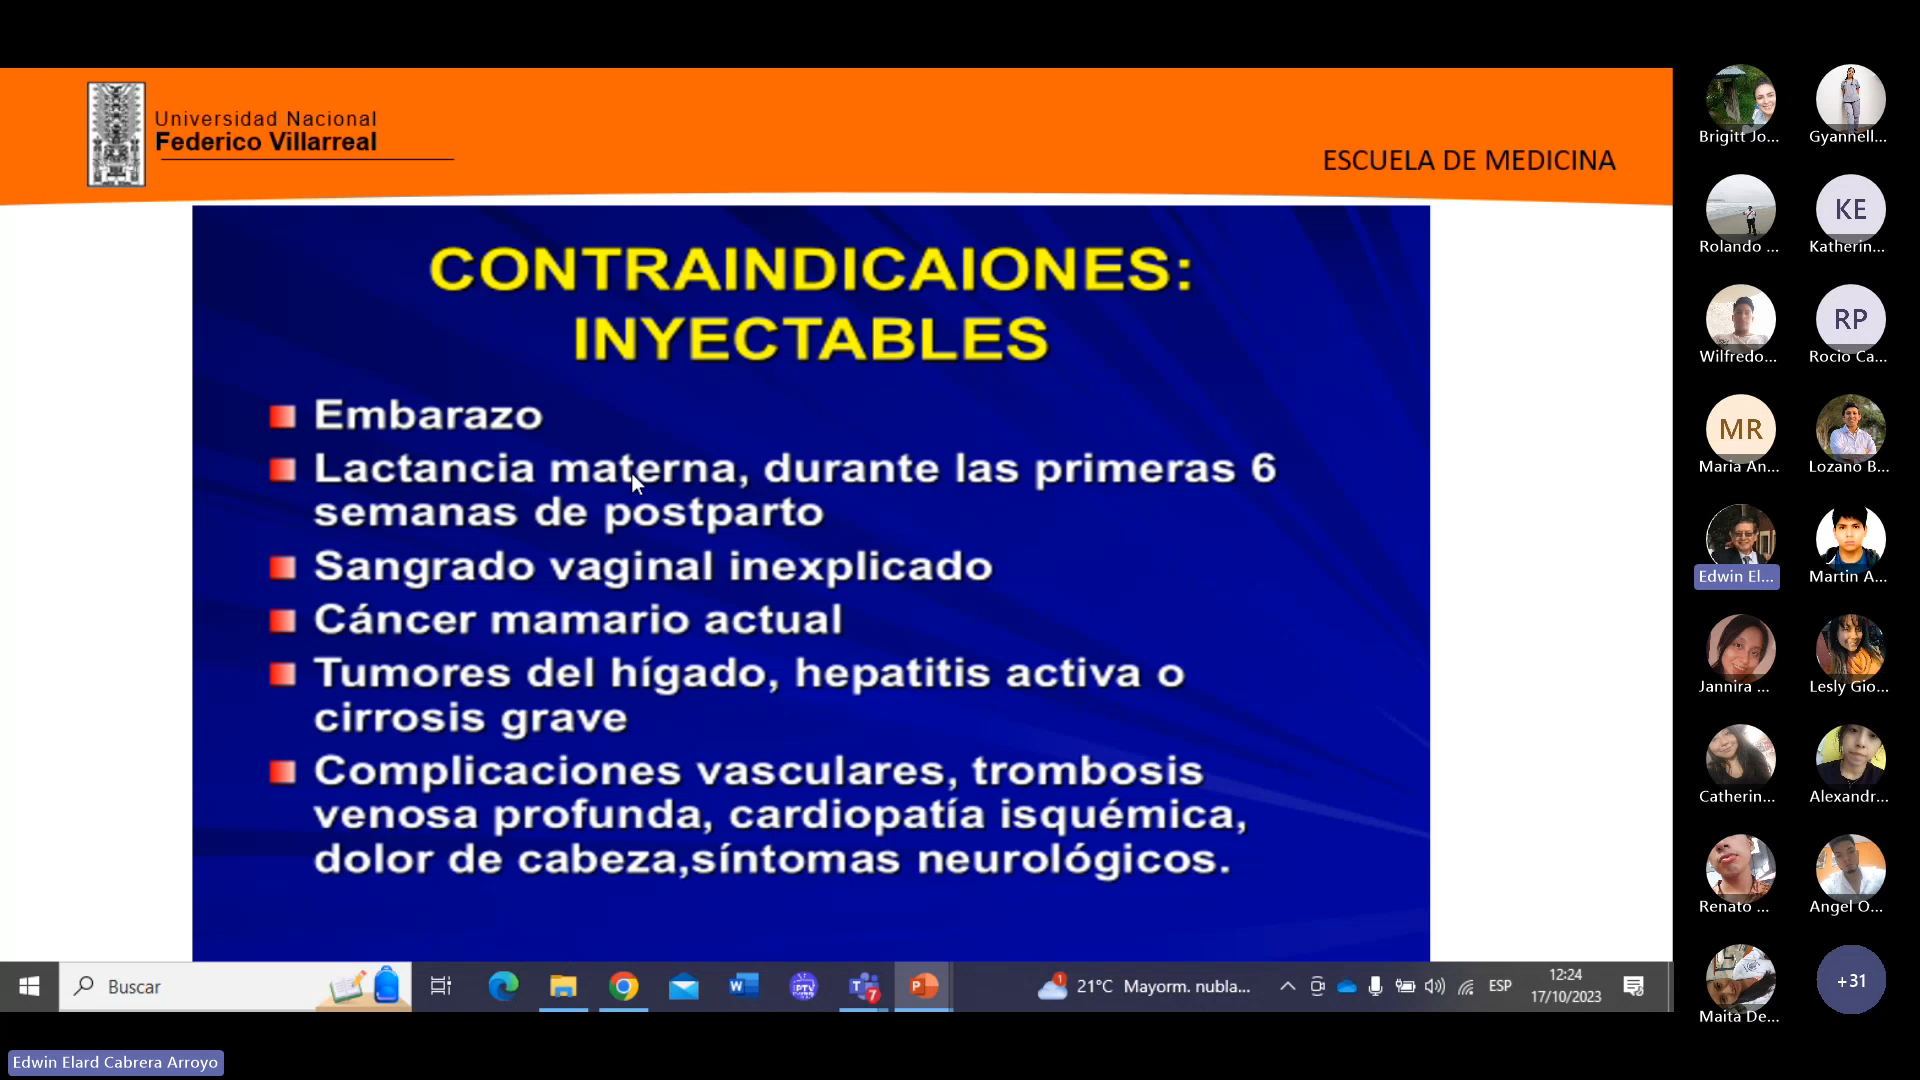 Universidad Nacional
Federico Villarreal
ESCUELA DE MEDICINA
CONTRAINDICAIONES:
INYECTABLES
Embarazo
Lactancia materna, durante las primeras 6
semanas de postparto
Sangrado vaginal inexplicado
Cáncer mamario actual
Tumores del hígado, hepatitis activa o
cirrosis grave
Complicaciones vasculares, trombosis
venosa profunda, cardiopatía isquémica,
dolor de cabeza,síntomas neurológicos.
Brigitt Jo...
Gyannell...
Rolando ...
KE
Katherin...
Wilfredo...
RP
Rocio Ca...
MR
Maria An...
Lozano B...
Edwin El...
Martin A...
Jannira ...
Lesly Gio...
Catherin...
Alexandr...
Renato ...
Angel O...
Maita De...
+31
Buscar
W
IPTV
7
P
1
21°C Mayorm. nubla...
ESP
12:24
17/10/2023
Edwin Elard Cabrera Arroyo